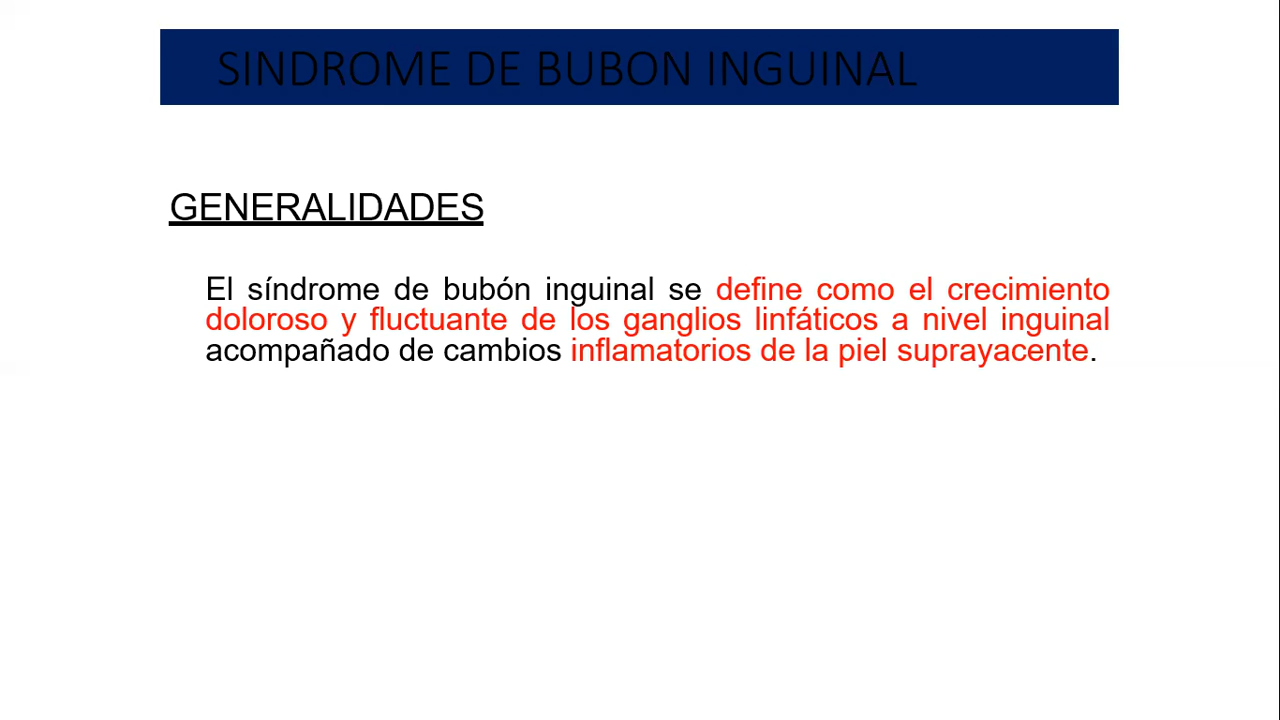 SINDROME DE BUBON INGUINAL
GENERALIDADES
El síndrome de bubón inguinal se define como el crecimiento
doloroso y fluctuante de los ganglios linfáticos a nivel inguinal
acompañado de cambios inflamatorios de la piel suprayacente.